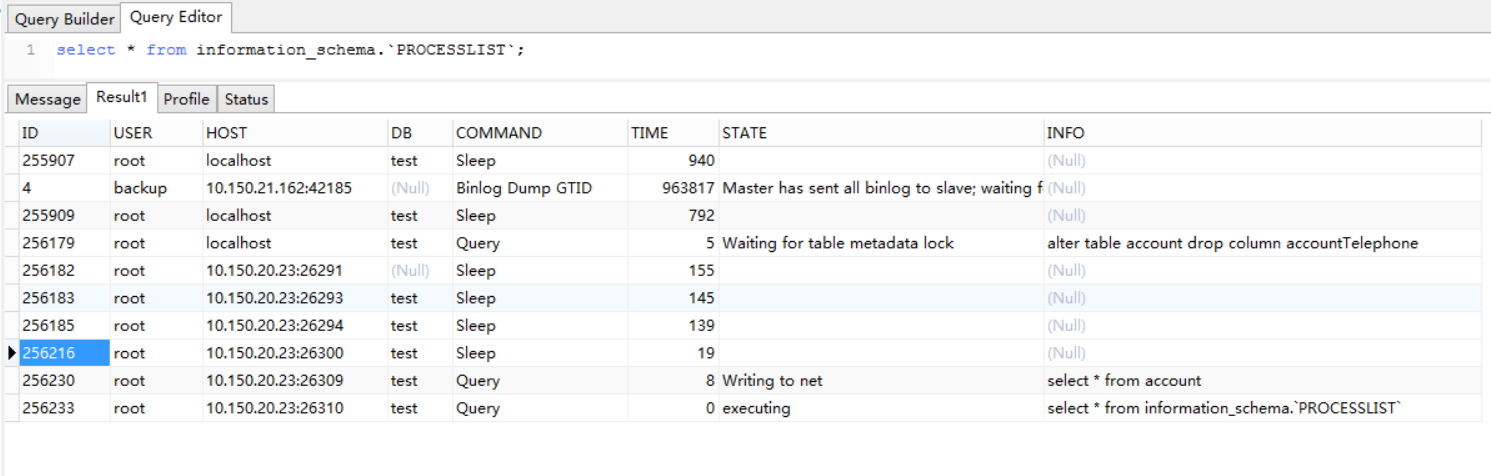 Query Builder Query Editor
1 select * from information_schema.`PROCESSLIST`;
Message Result1 Profile Status
ID USER HOST DB COMMAND TIME STATE INFO
255907 root localhost test Sleep 940 (Null)
4 backup 10.150.21.162:42185 (Null) Binlog Dump GTID 963817 Master has sent all binlog to slave; waiting f (Null)
255909 root localhost test Sleep 792 (Null)
256179 root localhost test Query 5 Waiting for table metadata lock alter table account drop column accountTelephone
256182 root 10.150.20.23:26291 (Null) Sleep 155 (Null)
256183 root 10.150.20.23:26293 test Sleep 145 (Null)
256185 root 10.150.20.23:26294 test Sleep 139 (Null)
256216 root 10.150.20.23:26300 test Sleep 19 (Null)
256230 root 10.150.20.23:26309 test Query 8 Writing to net select * from account
256233 root 10.150.20.23:26310 test Query 0 executing select * from information_schema.`PROCESSLIST`